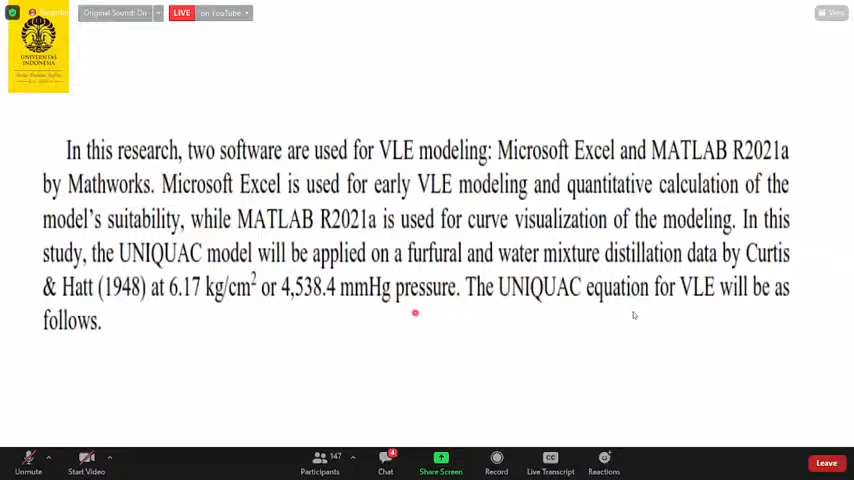 Original Sound: On
LIVE
on YouTube
View
UNIVERSITAS
INDONESIA
In this research, two software are used for VLE modeling: Microsoft Excel and MATLAB R2021a
by Mathworks. Microsoft Excel is used for early VLE modeling and quantitative calculation of the
model's suitability, while MATLAB R2021a is used for curve visualization of the modeling. In this
study, the UNIQUAC model will be applied on a furfural and water mixture distillation data by Curtis
& Hatt (1948) at 6.17 kg/cm² or 4,538.4 mmHg pressure. The UNIQUAC equation for VLE will be as
follows.
147
4
CC
Unmute
Start Video
Participants
Chat
Share Screen
Record
Live Transcript
Reactions
Leave